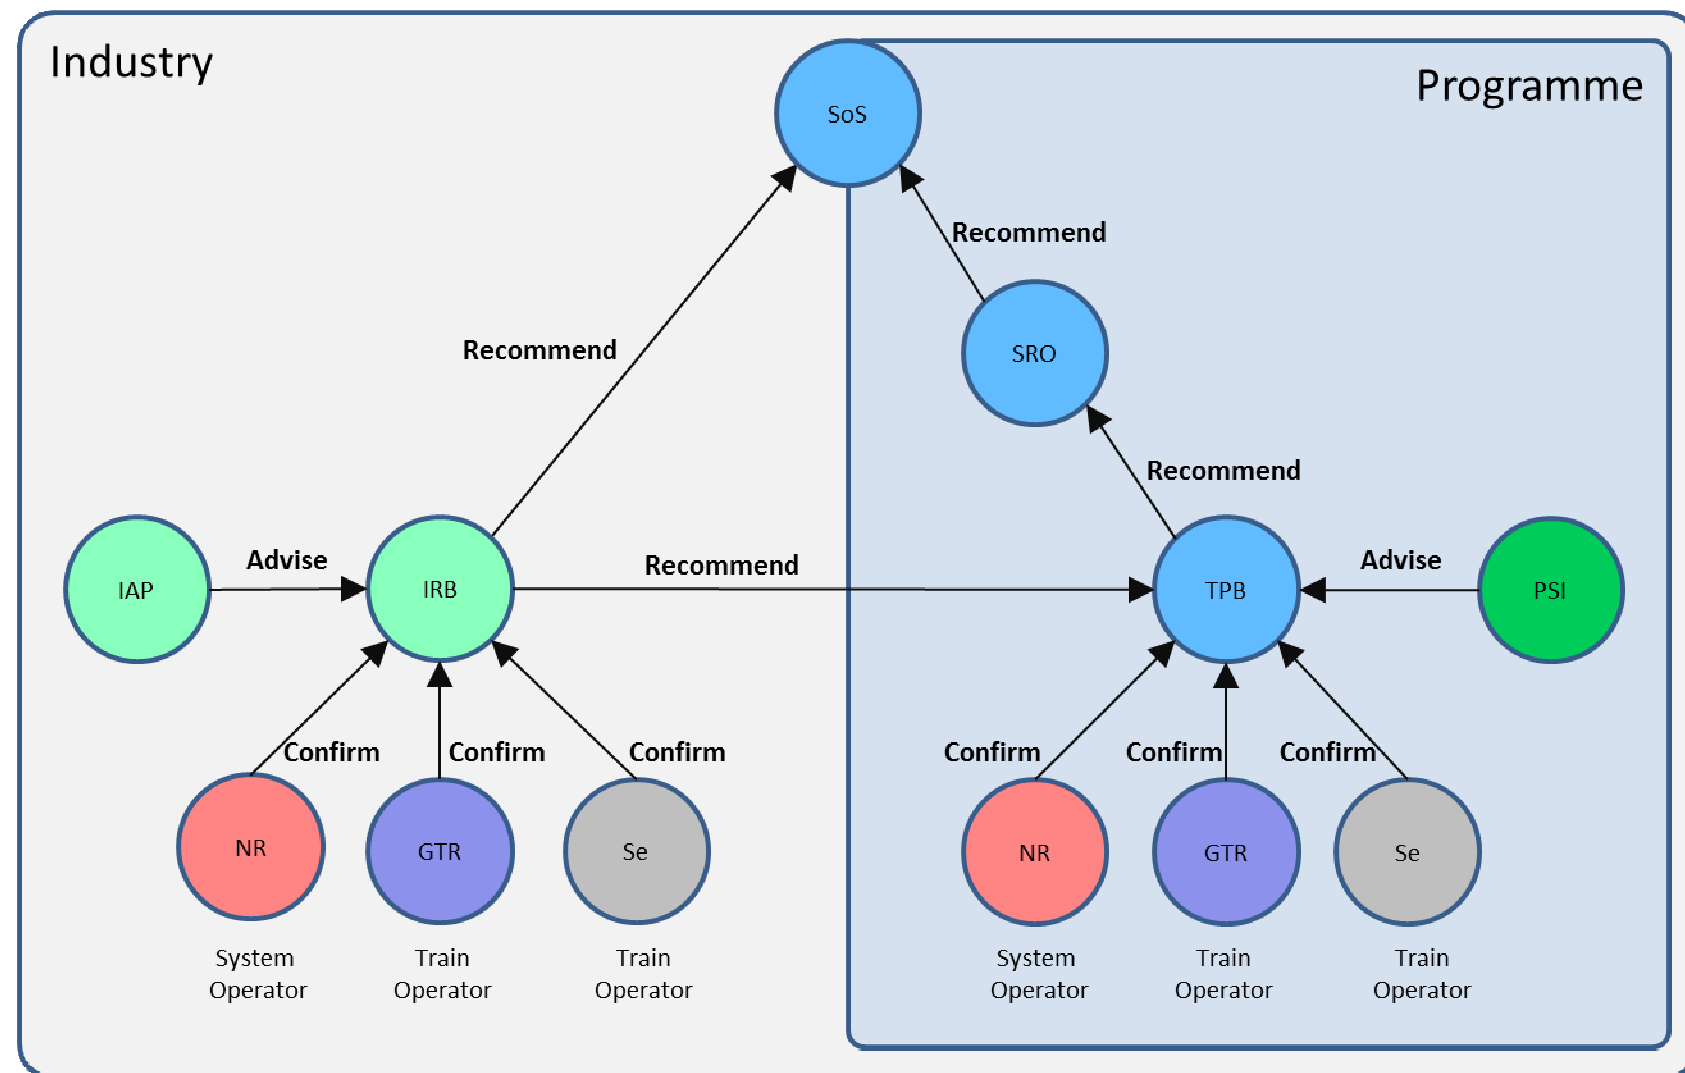 Industry
Programme
SoS
Recommend
SRO
Recommend
Recommend
IAP
Advise
IRB
Recommend
TPB
Advise
PSI
Confirm
Confirm
Confirm
Confirm
Confirm
Confirm
NR
GTR
Se
NR
GTR
Se
System
Operator
Train
Operator
Train
Operator
System
Operator
Train
Operator
Train
Operator